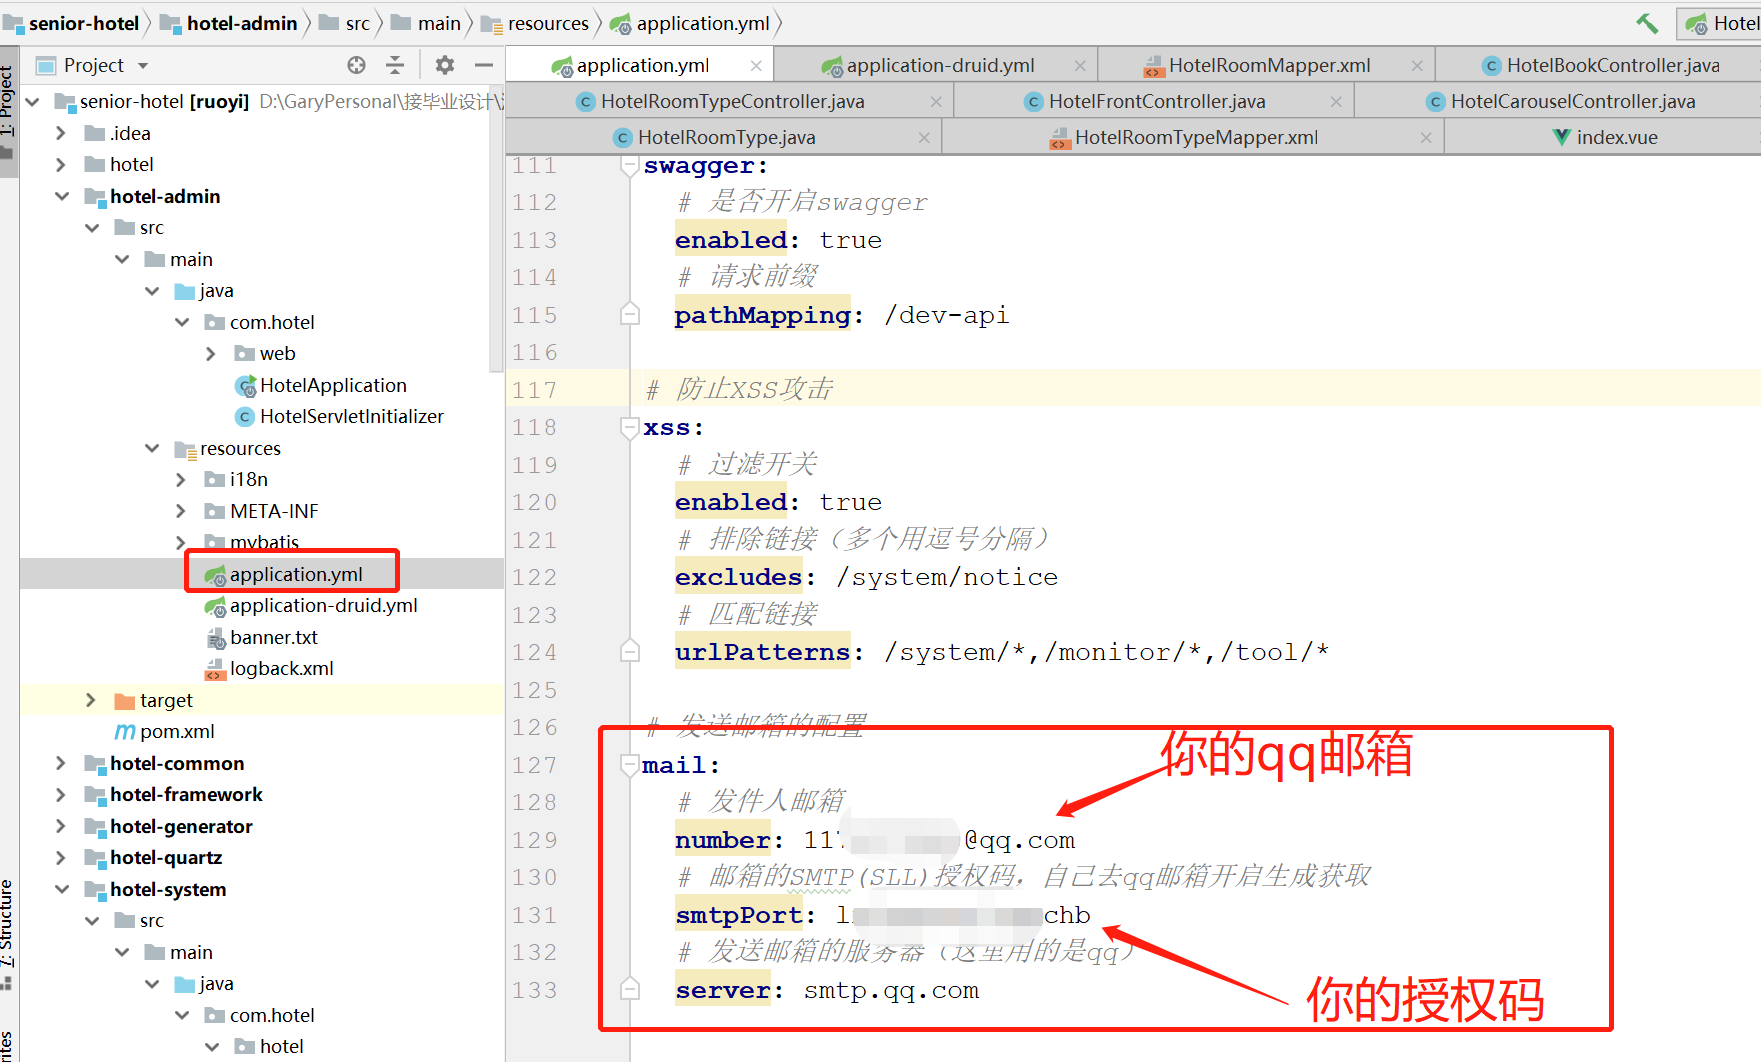 senior-hotel hotel-admin src main resources application.yml Hotel
1: Project
Project
application.yml application-druid.yml HotelRoomMapper.xml HotelBookController.java
HotelRoomTypeController.java HotelFrontController.java HotelCarouselController.java
HotelRoomType.java HotelRoomTypeMapper.xml index.vue
senior-hotel [ruoyi] D:\GaryPersonal\接毕业设计\
.idea
hotel
hotel-admin
src
main
java
com.hotel
web
HotelApplication
HotelServletInitializer
resources
i18n
META-INF
mybatis
application.yml
application-druid.yml
banner.txt
logback.xml
target
pom.xml
hotel-common
hotel-framework
hotel-generator
hotel-quartz
hotel-system
src
main
java
com.hotel
hotel
7: Structure
111 swagger:
112 # 是否开启swagger
113 enabled: true
114 # 请求前缀
115 pathMapping: /dev-api
116
117 # 防止XSS攻击
118 xss:
119 # 过滤开关
120 enabled: true
121 # 排除链接（多个用逗号分隔）
122 excludes: /system/notice
123 # 匹配链接
124 urlPatterns: /system/*,/monitor/*,/tool/*
125
126 # 发送邮箱的配置
127 mail:
128 # 发件人邮箱
129 number: 117 @qq.com
130 # 邮箱的SMTP(SLL)授权码，自己去qq邮箱开启生成获取
131 smtpPort: l chb
132 # 发送邮箱的服务器（这里用的是qq）
133 server: smtp.qq.com
你的qq邮箱
你的授权码